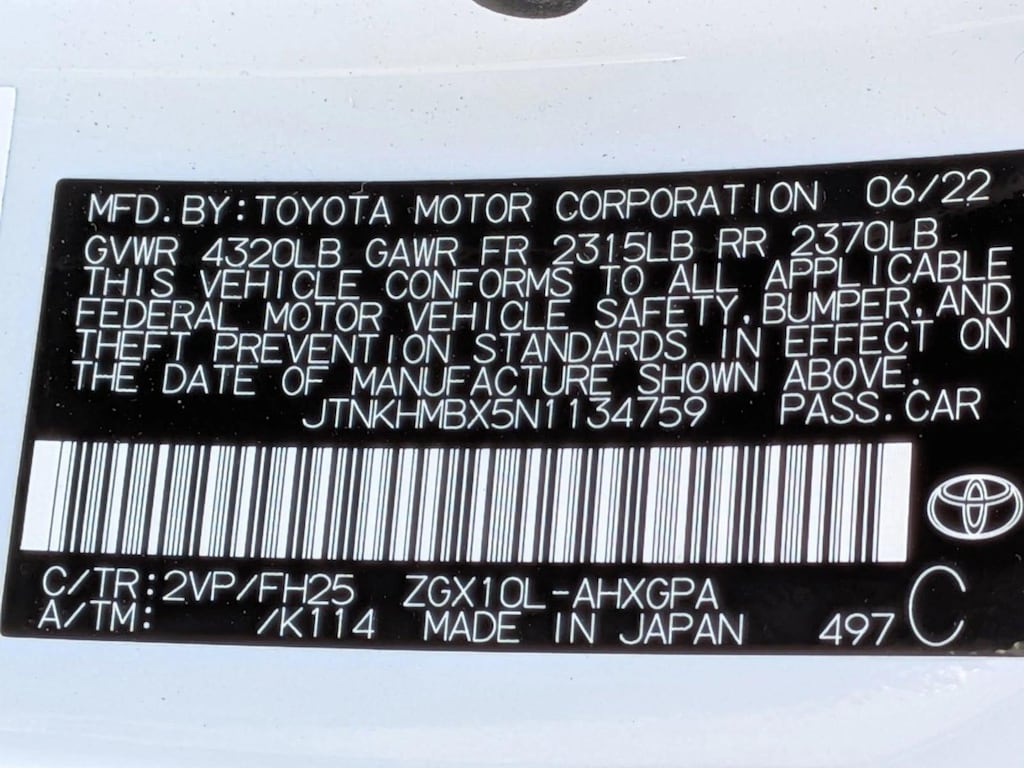 MFD.BY:TOYOTA MOTOR CORPORATION 06/22
GVWR 4320LB GAWR FR 2315LB RR 2370LB
THIS VEHICLE CONFORMS TO ALL APPLICABLE
FEDERAL MOTOR VEHICLE SAFETY,BUMPER,AND
THEFT PREVENTION STANDARDS IN EFFECT ON
THE DATE OF MANUFACTURE SHOWN ABOVE.
JTNKHMBX5N1134759 PASS.CAR
C/TR:2VP/FH25 ZGX10L-AHXGPA C
A/TM: /K114 MADE IN JAPAN 497